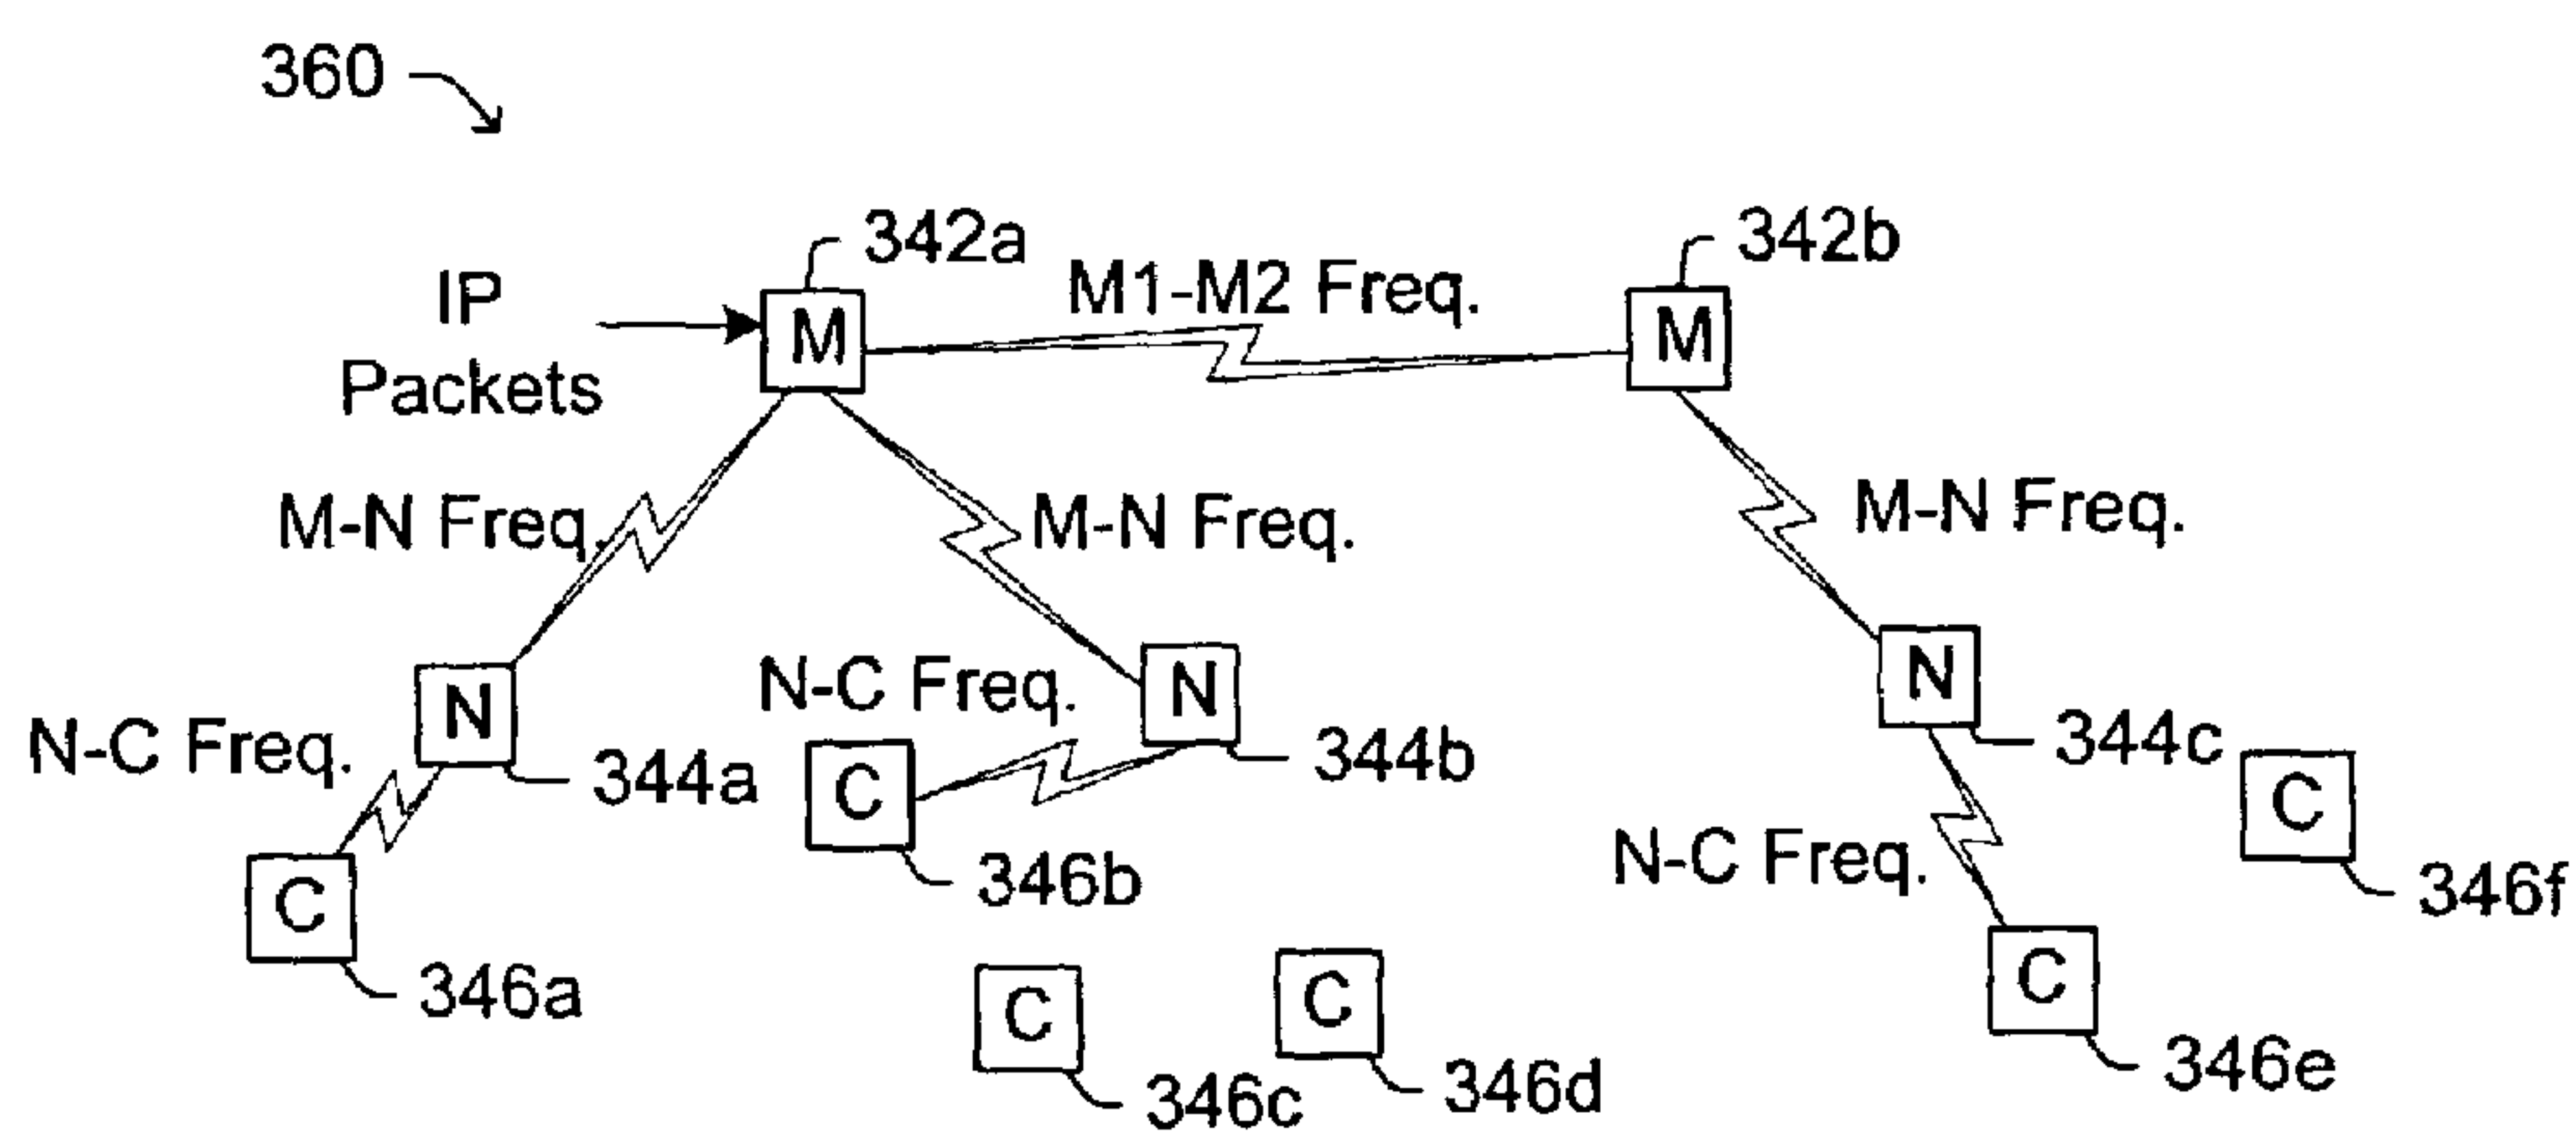 360
342a
342b
IP
Packets
M
M1-M2 Freq.
M
M-N Freq.
M-N Freq.
M-N Freq.
N-C Freq.
N
344a
N-C Freq.
N
344b
N
344c
C
346a
C
346b
N-C Freq.
C
346f
C
346c
C
346d
C
346e